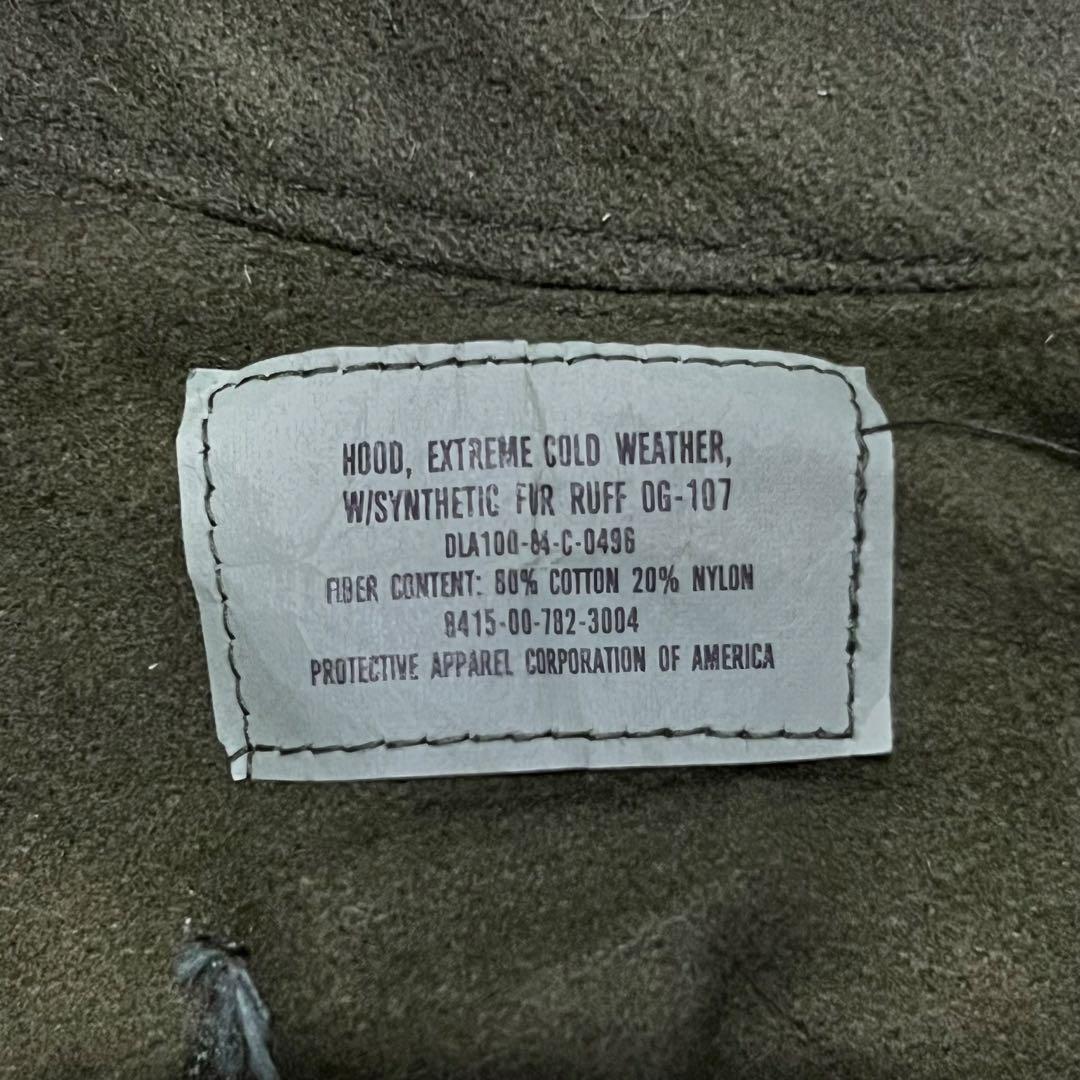 HOOD, EXTREME COLD WEATHER,
W/SYNTHETIC FUR RUFF OG-107
DLA100-84-C-0496
FIBER CONTENT: 80% COTTON 20% NYLON
8415-00-782-3004
PROTECTIVE APPAREL CORPORATION OF AMERICA